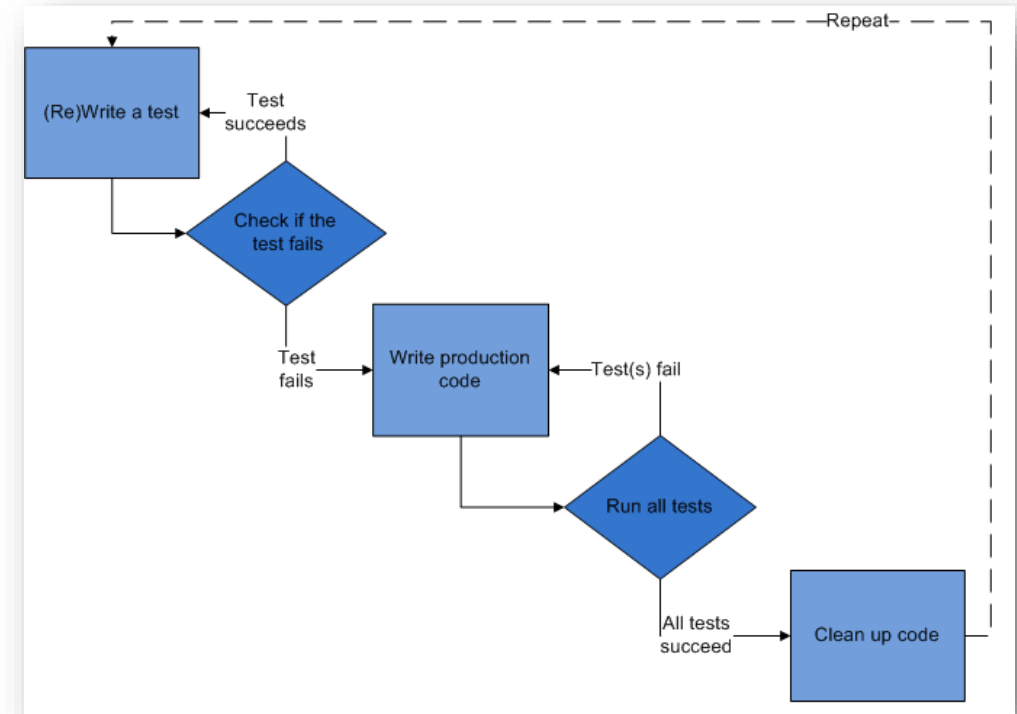 Repeat
(Re)Write a test
Test
succeeds
Check if the
test fails
Test
fails
Write production
code
Test(s) fail
Run all tests
All tests
succeed
Clean up code